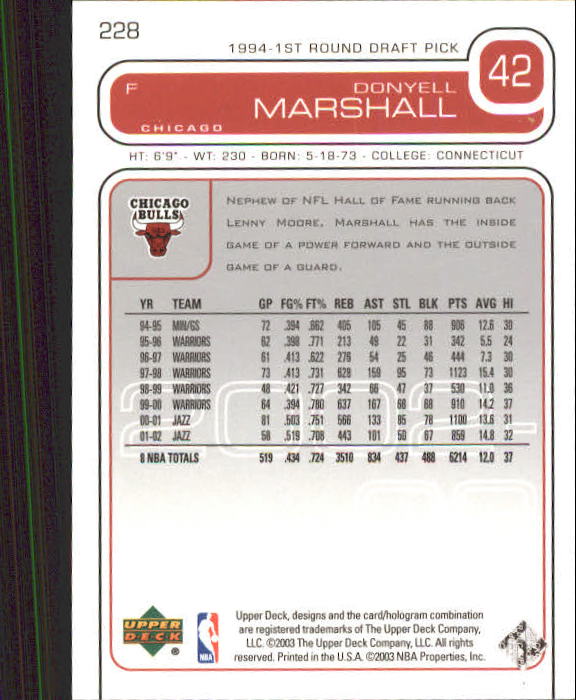 228
1994-1ST ROUND DRAFT PICK
42
F
DONYELL
MARSHALL
CHICAGO
HT: 6'9" - WT: 230 - BORN: 5-18-73 - COLLEGE: CONNECTICUT
CHICAGO
BULLS
NEPHEW OF NFL HALL OF FAME RUNNING BACK
LENNY MOORE, MARSHALL HAS THE INSIDE
GAME OF A POWER FORWARD AND THE OUTSIDE
GAME OF A GUARD.
YR TEAM GP FG% FT% REB AST STL BLK PTS AVG HI
94-95 MIN/GS 72 .394 .662 405 105 45 88 906 12.6 30
95-96 WARRIORS 62 .398 .771 213 49 22 31 342 5.5 24
96-97 WARRIORS 61 .413 .622 276 54 25 46 444 7.3 30
97-98 WARRIORS 73 .413 .731 628 159 95 73 1123 15.4 30
98-99 WARRIORS 48 .421 .727 342 66 47 37 530 11.0 36
99-00 WARRIORS 64 .394 .780 637 167 68 68 910 14.2 37
00-01 JAZZ 81 .503 .751 566 133 85 78 1100 13.6 31
01-02 JAZZ 58 .519 .708 443 101 50 67 859 14.8 32
8 NBA TOTALS 519 .434 .724 3510 834 437 488 6214 12.0 37
UPPER
DECK
®
NBA
Upper Deck, designs and the card/hologram combination
are registered trademarks of The Upper Deck Company,
LLC. ©2003 The Upper Deck Company, LLC. All rights
reserved. Printed in the U.S.A. ©2003 NBA Properties, Inc.